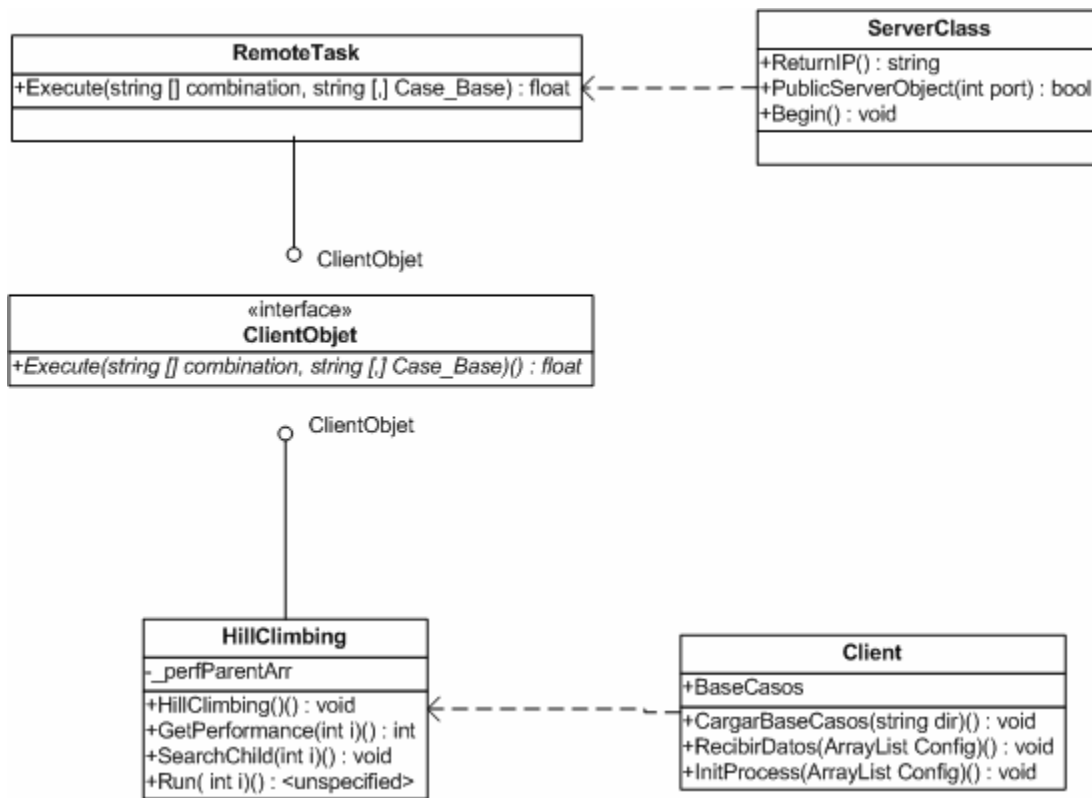 RemoteTask
+Execute(string [] combination, string [,] Case_Base) : float
ServerClass
+ReturnIP() : string
+PublicServerObject(int port) : bool
+Begin() : void
ClientObjet
«interface»
ClientObjet
+Execute(string [] combination, string [,] Case_Base)() : float
ClientObjet
HillClimbing
-_perfParentArr
+HillClimbing()() : void
+GetPerformance(int i)() : int
+SearchChild(int i)() : void
+Run( int i)() : <unspecified>
Client
+BaseCasos
+CargarBaseCasos(string dir)() : void
+RecibirDatos(ArrayList Config)() : void
+InitProcess(ArrayList Config)() : void